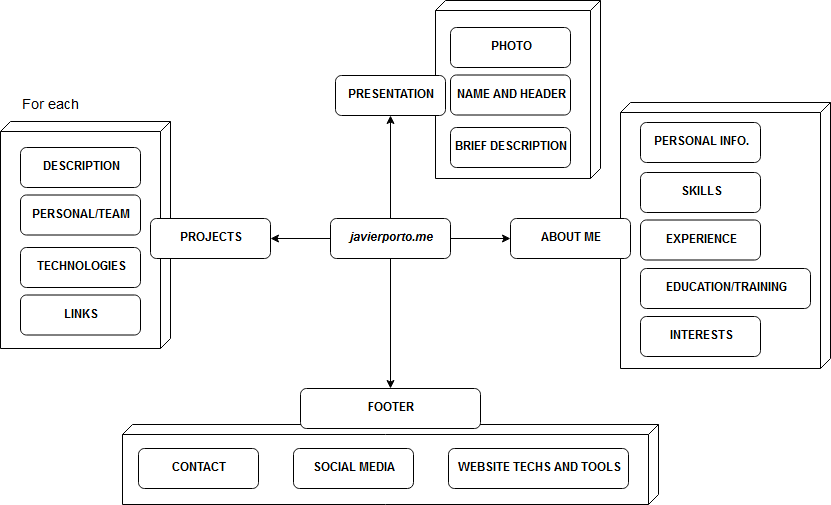 PHOTO
PRESENTATION
NAME AND HEADER
BRIEF DESCRIPTION
For each
DESCRIPTION
PERSONAL/TEAM
TECHNOLOGIES
LINKS
PROJECTS
javierporto.me
ABOUT ME
PERSONAL INFO.
SKILLS
EXPERIENCE
EDUCATION/TRAINING
INTERESTS
FOOTER
CONTACT
SOCIAL MEDIA
WEBSITE TECHS AND TOOLS